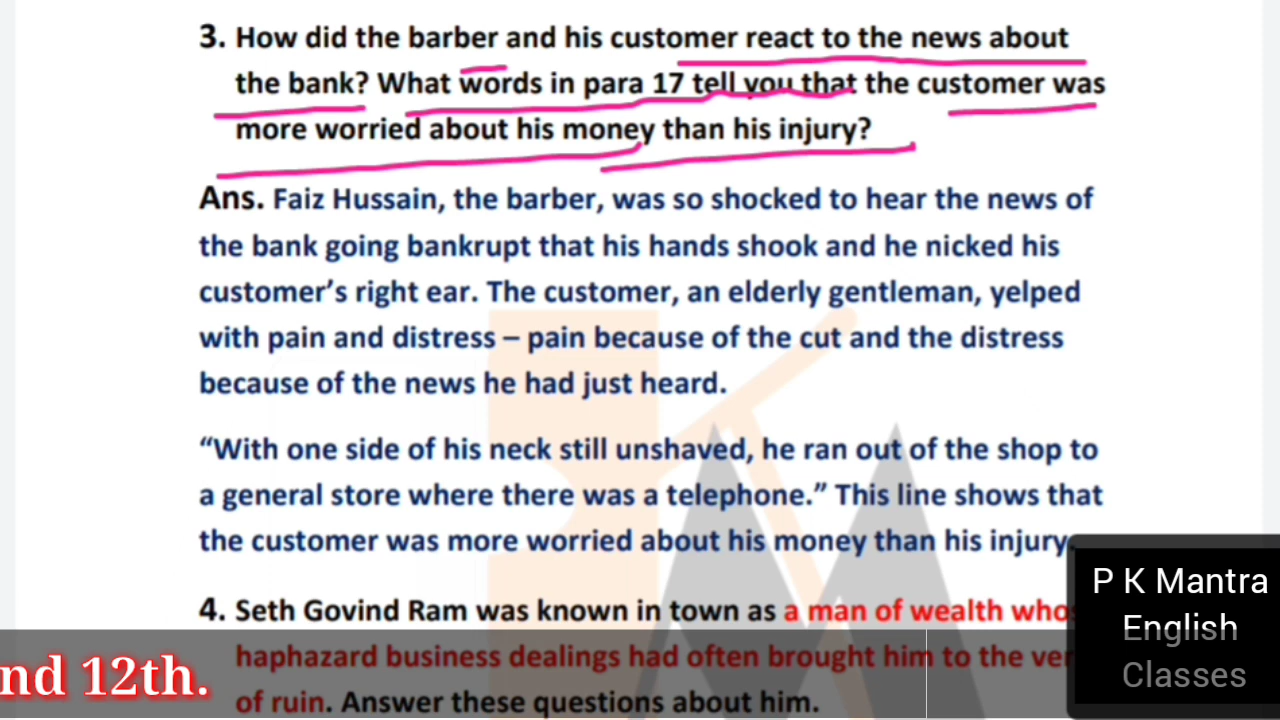 3. How did the barber and his customer react to the news about
the bank? What words in para 17 tell you that the customer was
more worried about his money than his injury?
Ans. Faiz Hussain, the barber, was so shocked to hear the news of
the bank going bankrupt that his hands shook and he nicked his
customer’s right ear. The customer, an elderly gentleman, yelped
with pain and distress – pain because of the cut and the distress
because of the news he had just heard.
“With one side of his neck still unshaved, he ran out of the shop to
a general store where there was a telephone.” This line shows that
the customer was more worried about his money than his injury
4. Seth Govind Ram was known in town as a man of wealth
haphazard business dealings had often brought him to the
of ruin. Answer these questions about him.
12th.
P K Mantra
English
Classes